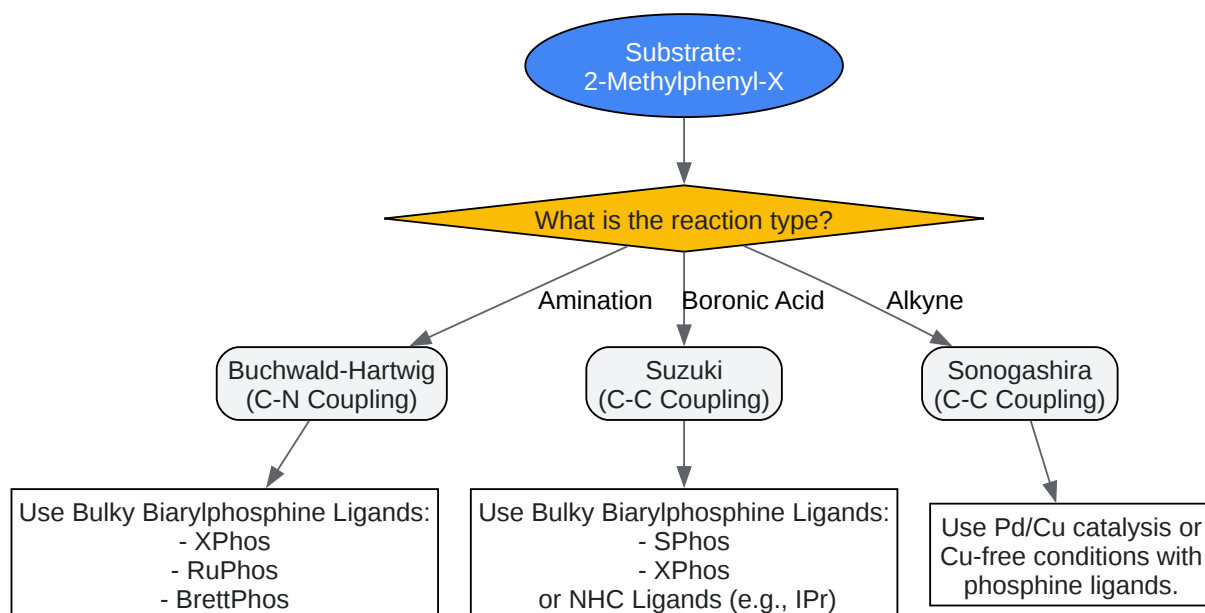 Substrate:
2-Methylphenyl-X
What is the reaction type?
Amination
Boronic Acid
Alkyne
Buchwald-Hartwig
(C-N Coupling)
Suzuki
(C-C Coupling)
Sonogashira
(C-C Coupling)
Use Bulky Biarylphosphine Ligands:
- XPhos
- RuPhos
- BrettPhos
Use Bulky Biarylphosphine Ligands:
- SPhos
- XPhos
or NHC Ligands (e.g., IPr)
Use Pd/Cu catalysis or
Cu-free conditions with
phosphine ligands.